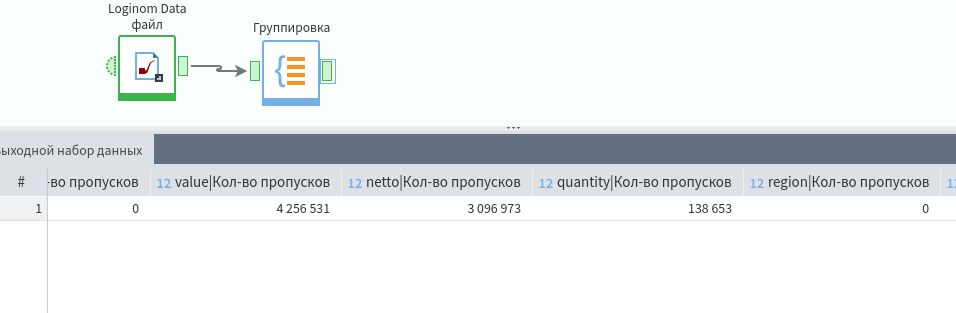 Loginom Data
файл
Группировка
ыходной набор данных
# -во пропусков 12 value|Кол-во пропусков 12 netto|Кол-во пропусков 12 quantity|Кол-во пропусков 12 region|Кол-во пропусков 12
1 0 4 256 531 3 096 973 138 653 0